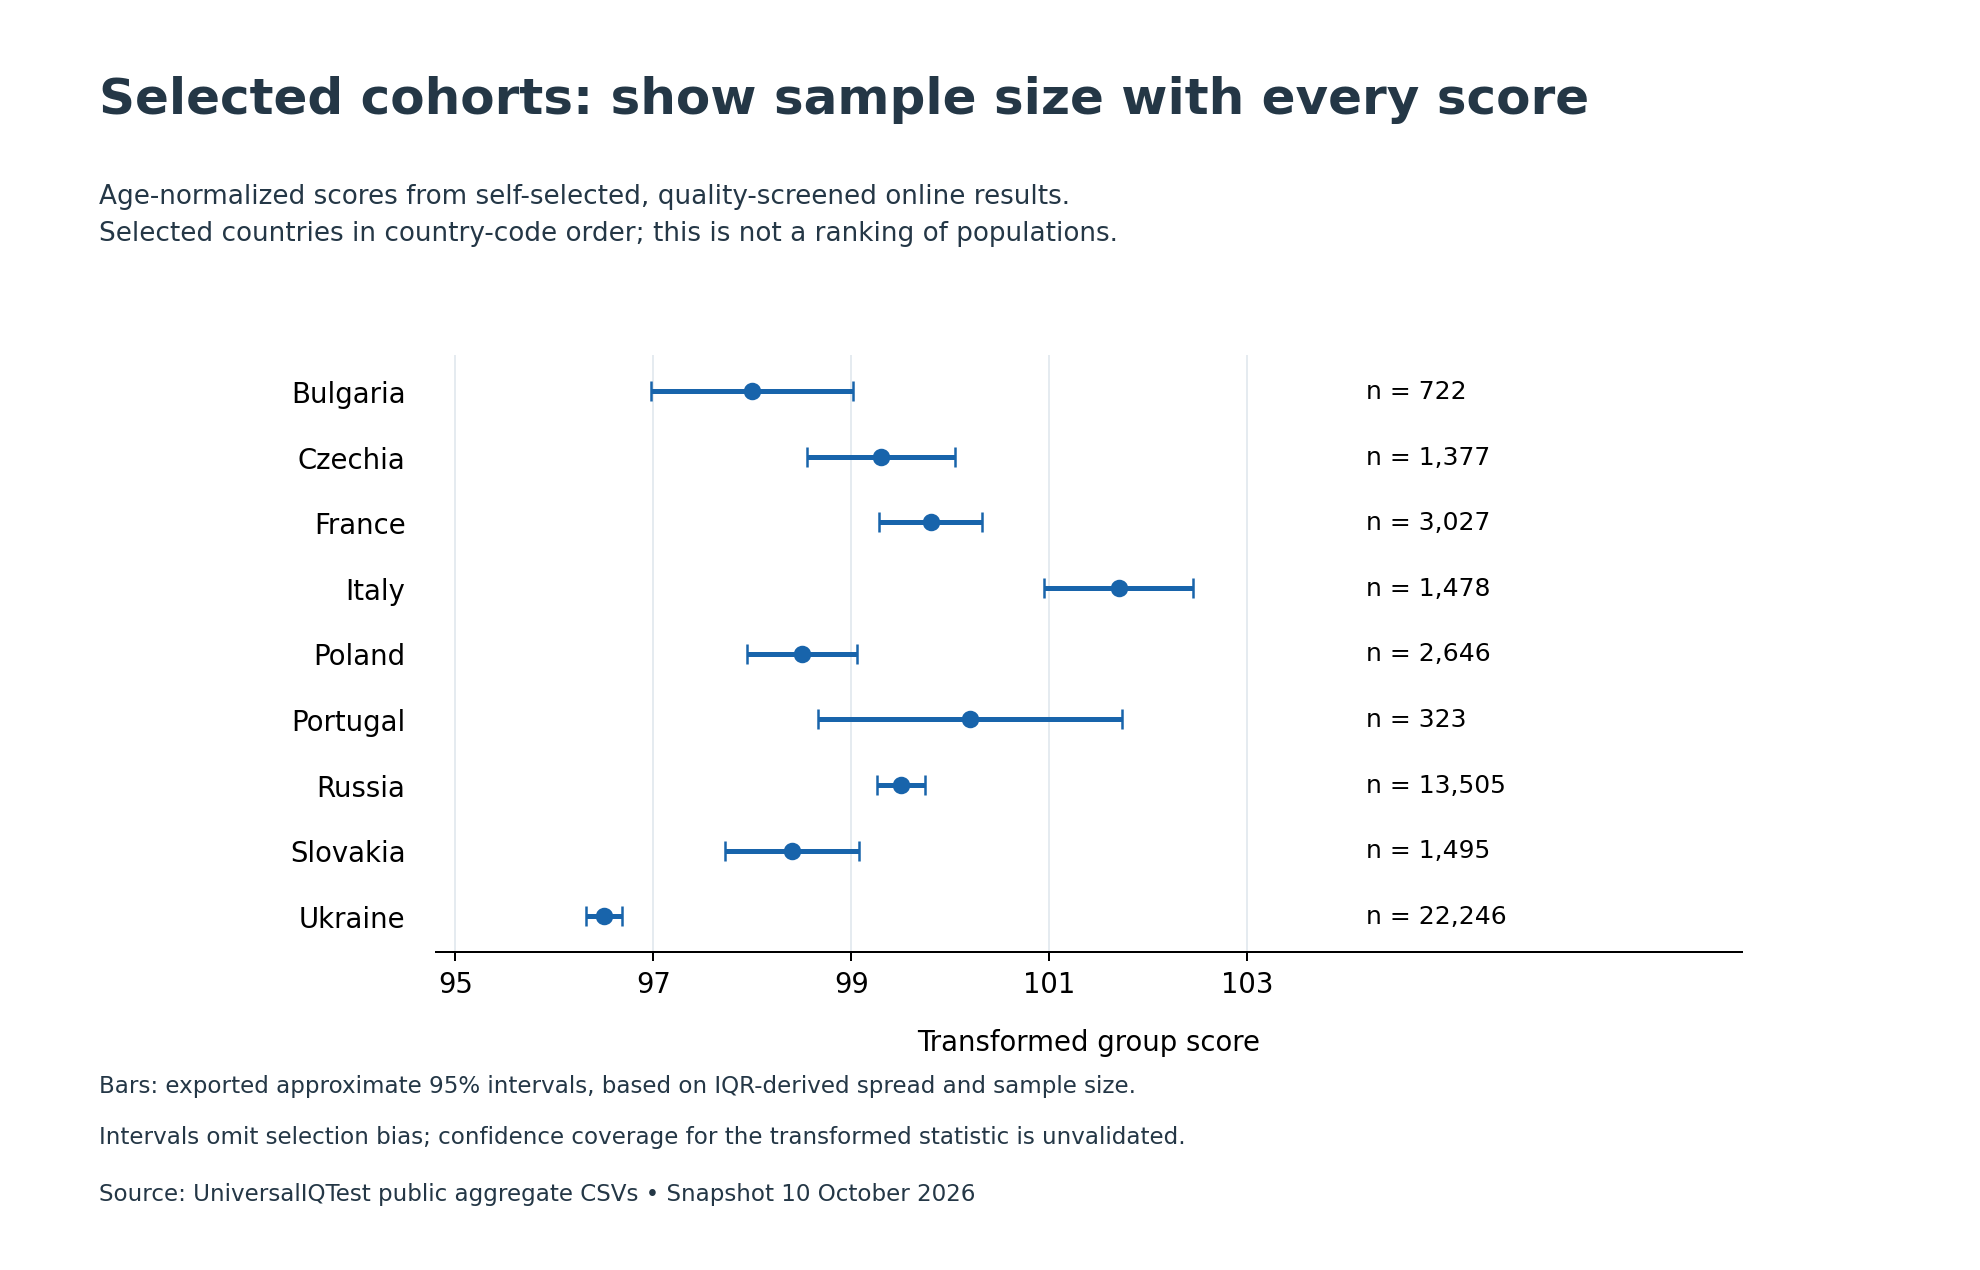 Selected cohorts: show sample size with every score
Age-normalized scores from self-selected, quality-screened online results.
Selected countries in country-code order; this is not a ranking of populations.
Bulgaria n = 722
Czechia n = 1,377
France n = 3,027
Italy n = 1,478
Poland n = 2,646
Portugal n = 323
Russia n = 13,505
Slovakia n = 1,495
Ukraine n = 22,246
95 97 99 101 103
Transformed group score
Bars: exported approximate 95% intervals, based on IQR-derived spread and sample size.
Intervals omit selection bias; confidence coverage for the transformed statistic is unvalidated.
Source: UniversalIQTest public aggregate CSVs • Snapshot 10 October 2026